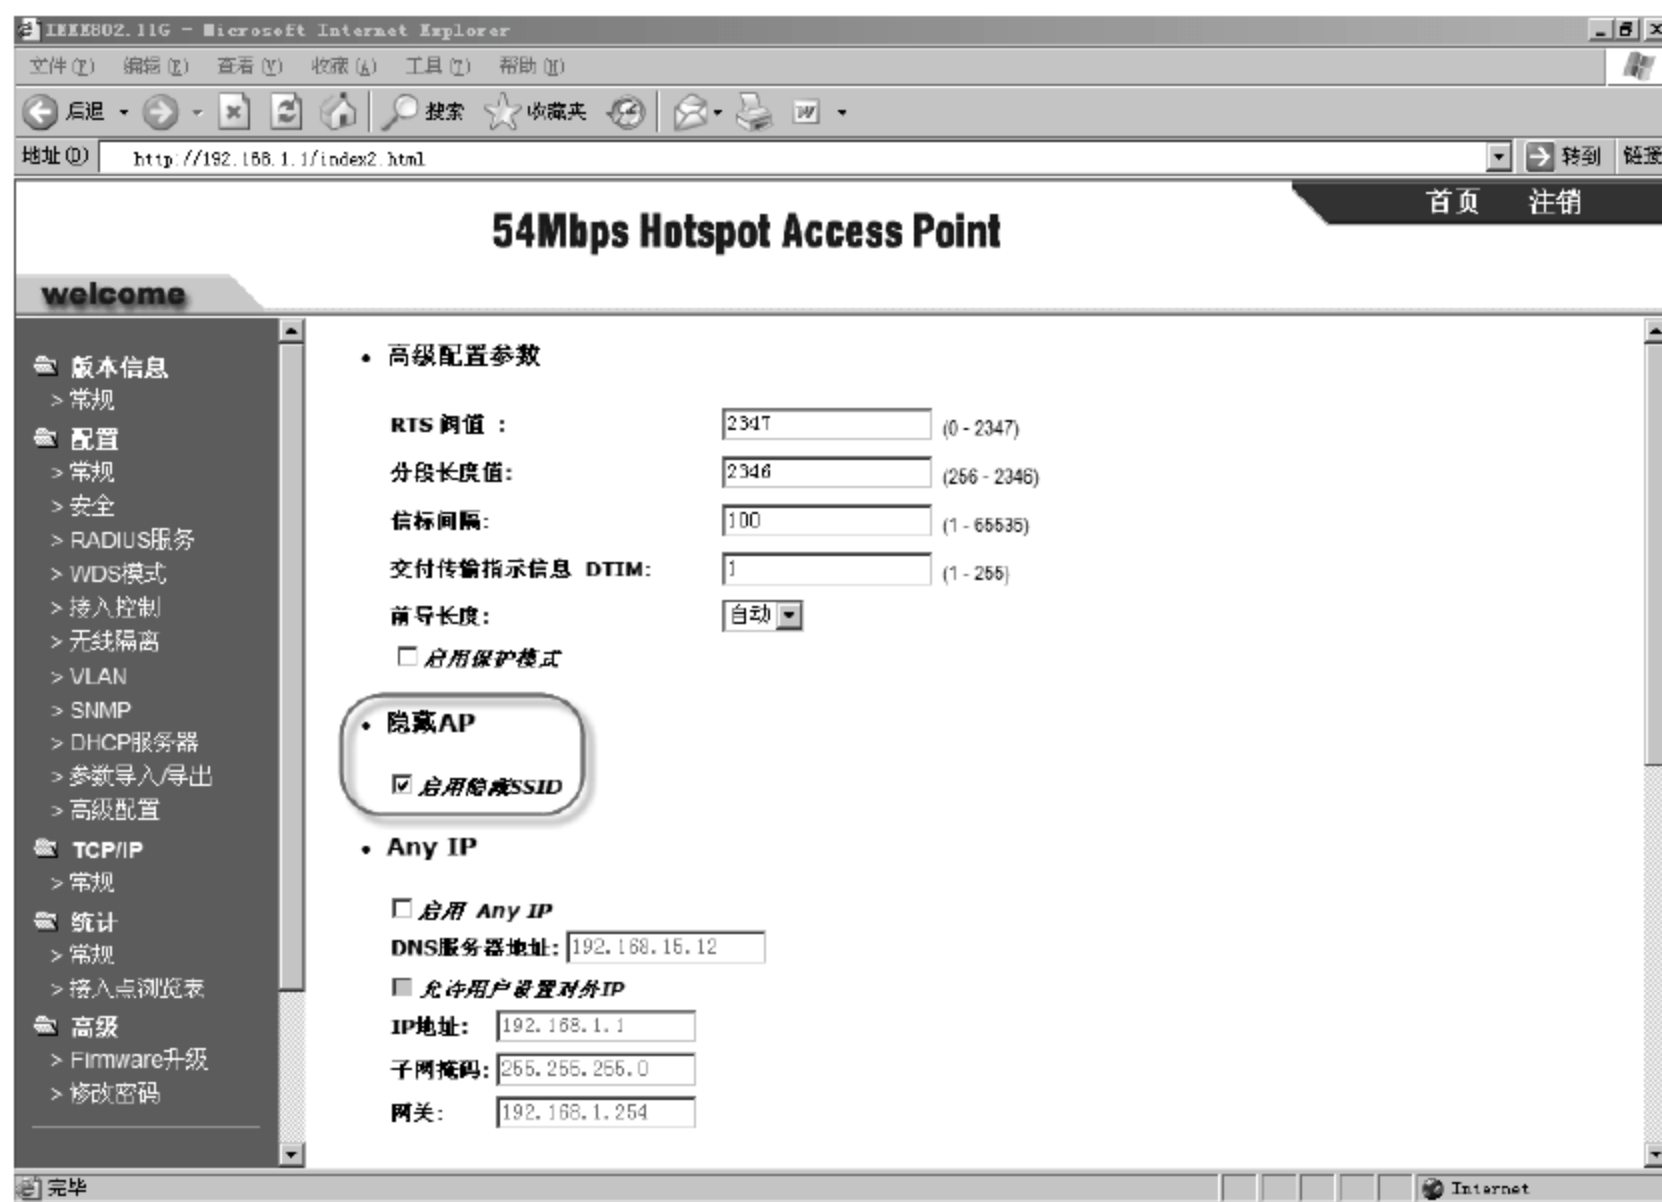 IEEE802.11G - Microsoft Internet Explorer
文件(F) 编辑(E) 查看(V) 收藏(A) 工具(T) 帮助(H)
后退 搜索 收藏夹
地址(D) http://192.168.1.1/index2.html 转到 链接
首页 注销
54Mbps Hotspot Access Point
welcome
版本信息
> 常规
配置
> 常规
> 安全
> RADIUS服务
> WDS模式
> 接入控制
> 无线隔离
> VLAN
> SNMP
> DHCP服务器
> 参数导入/导出
> 高级配置
TCP/IP
> 常规
统计
> 常规
> 接入点浏览表
高级
> Firmware升级
> 修改密码
• 高级配置参数
RTS 阀值 : 2347 (0 - 2347)
分段长度值: 2346 (256 - 2346)
信标间隔: 100 (1 - 65535)
交付传输指示信息 DTIM: 1 (1 - 255)
前导长度: 自动
启用保护模式
• 隐藏AP
启用隐藏SSID
• Any IP
启用 Any IP
DNS服务器地址: 192.168.15.12
允许用户设置对外IP
IP地址: 192.168.1.1
子网掩码: 255.255.255.0
网关: 192.168.1.254
完毕 Internet